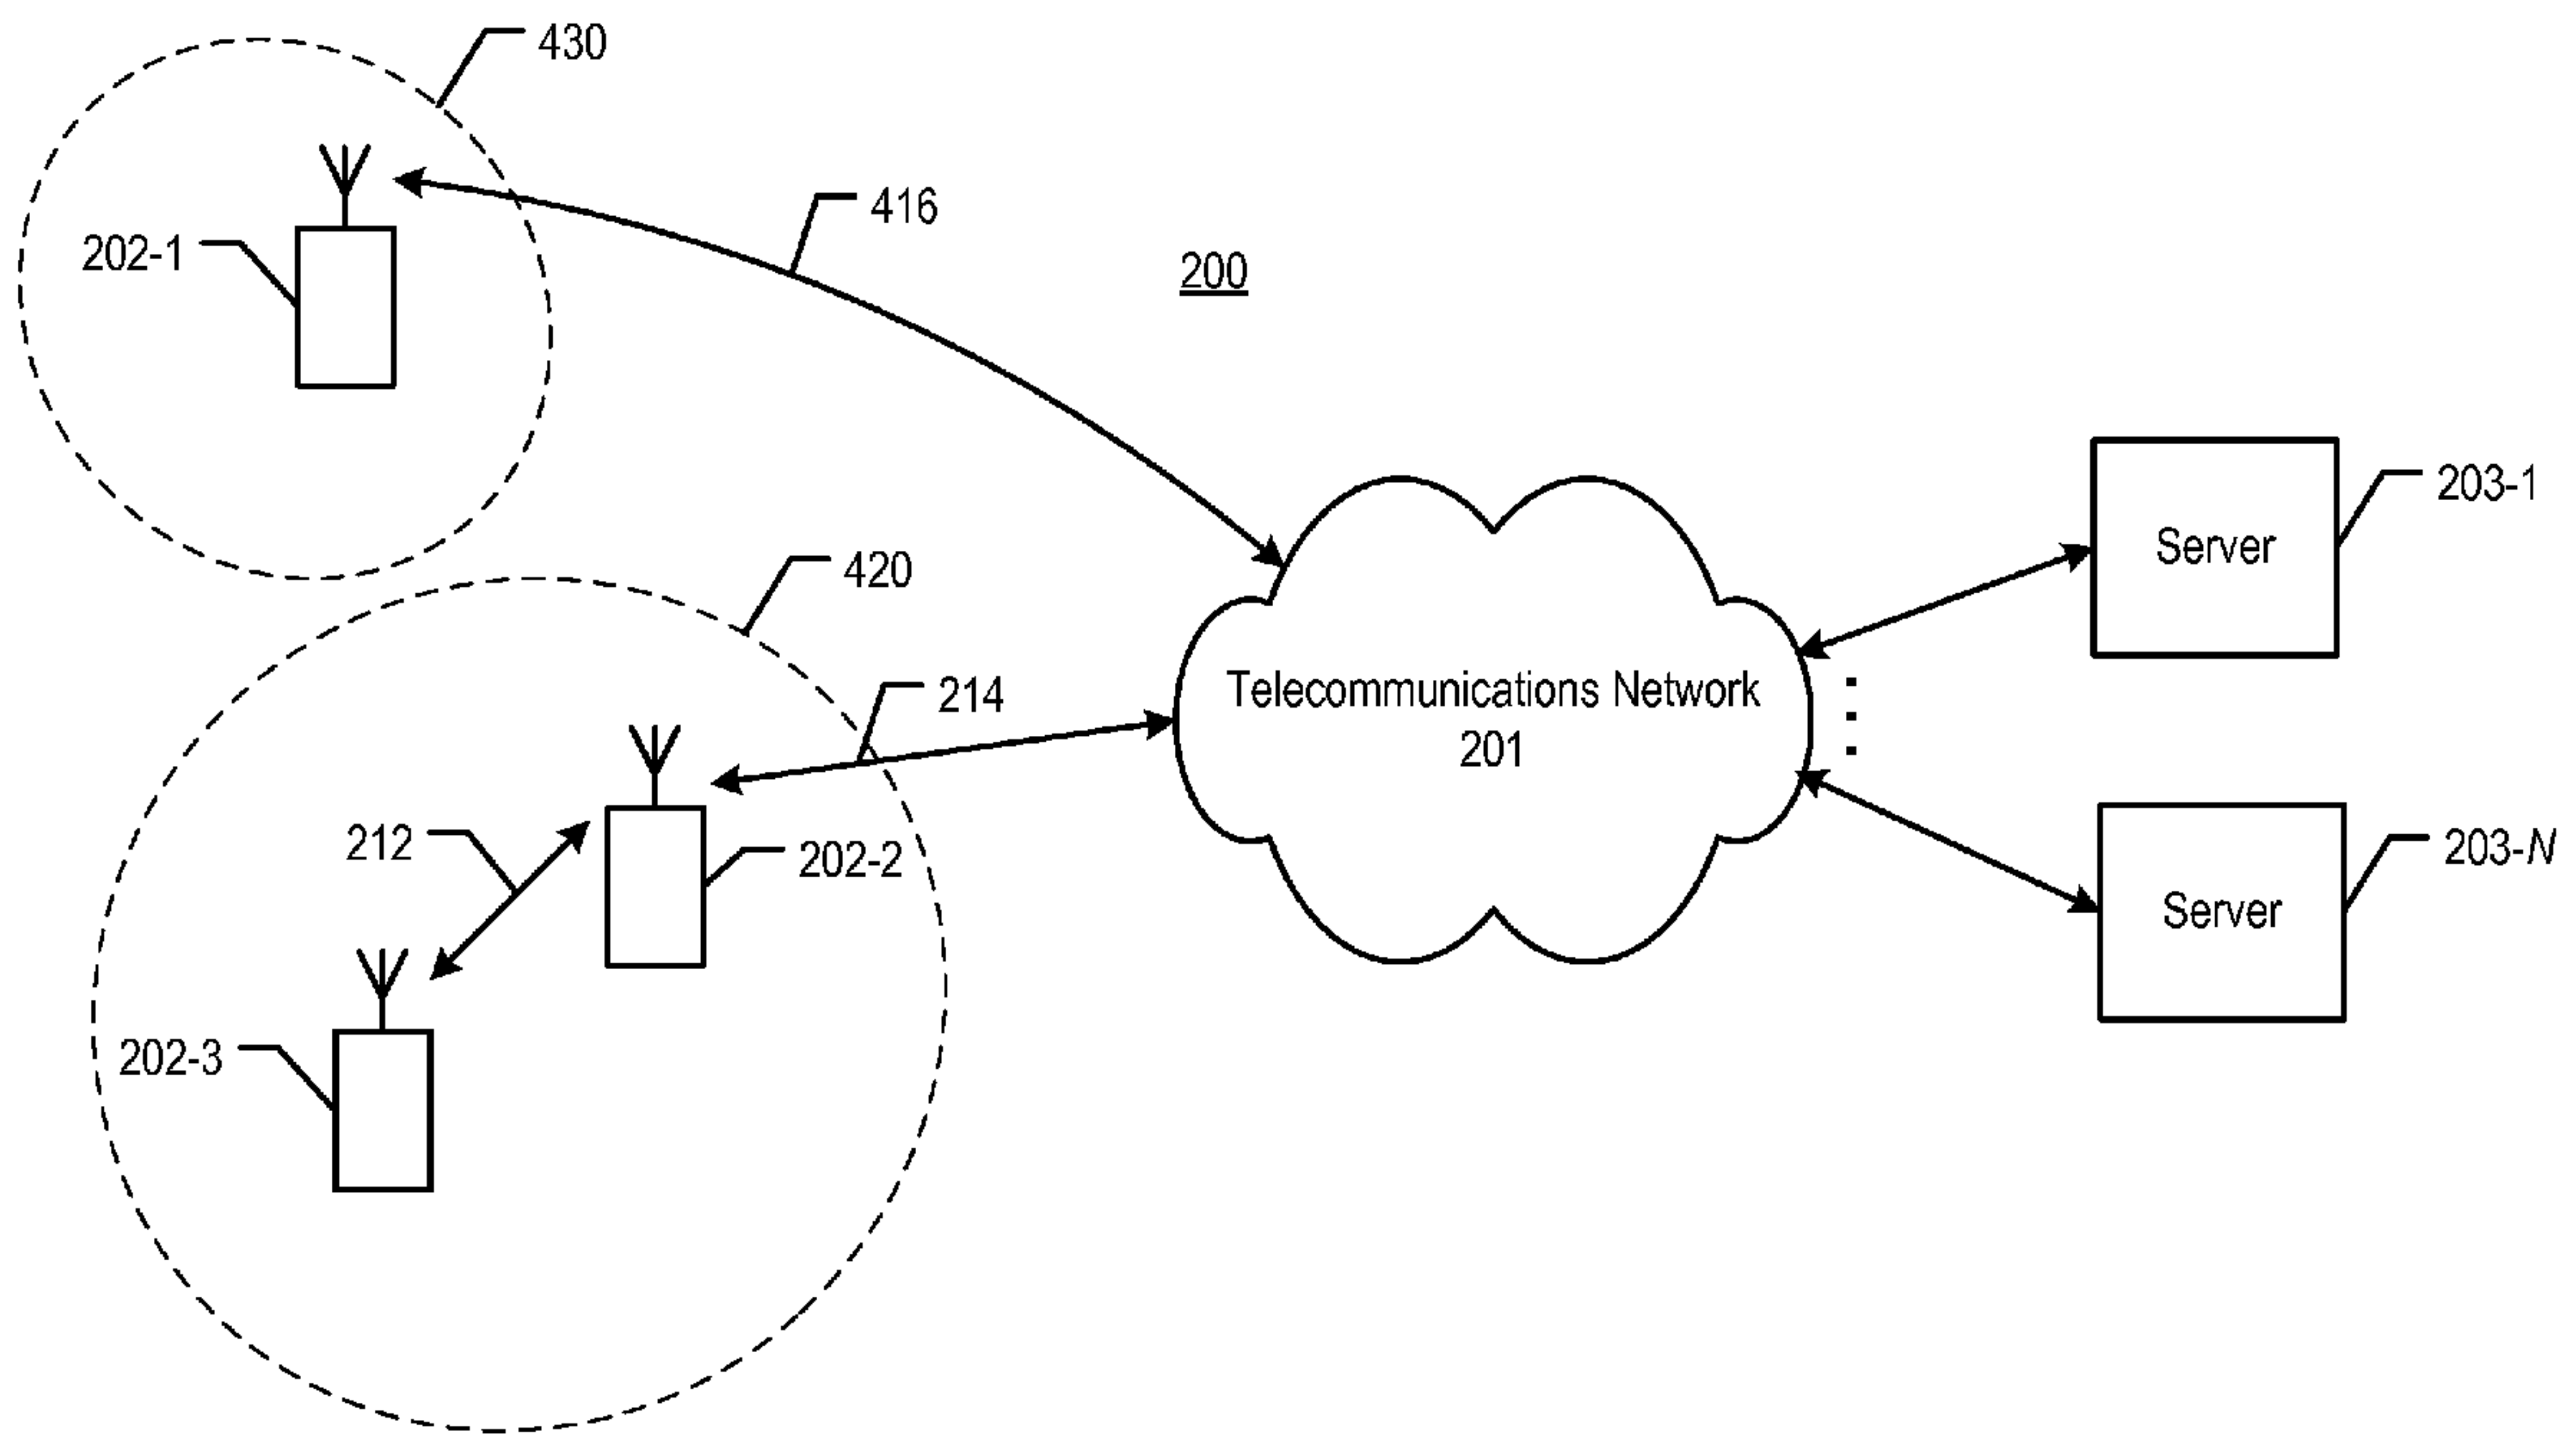 430
416
202-1
200
203-1
Server
420
214
Telecommunications Network
201
212
202-2
203-N
Server
202-3